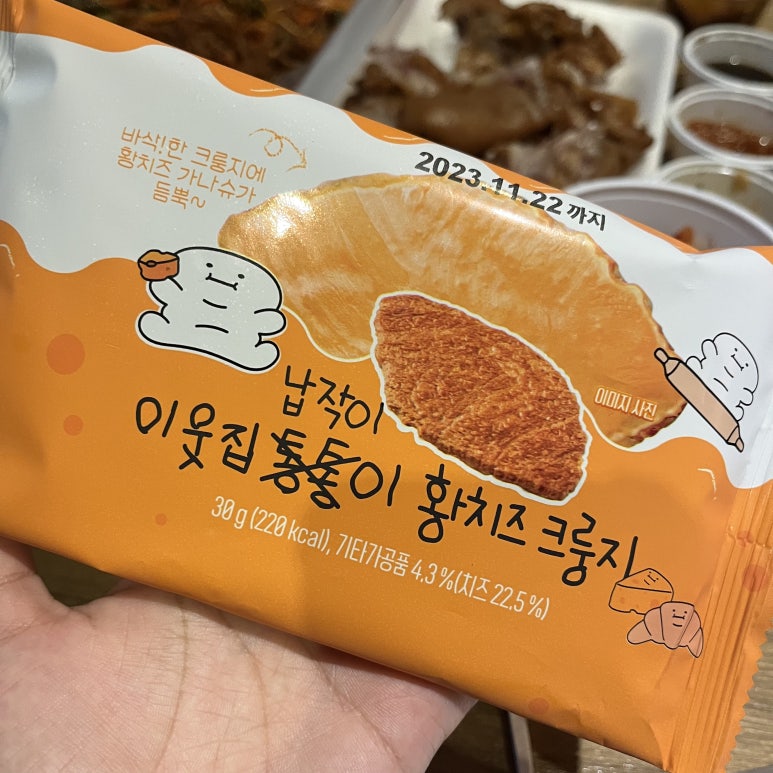 바삭!한 크룽지에
황치즈 가나슈가
듬뿍~
2023.11.22 까지
이미지 사진
납작이
이웃집 통통이 황치즈 크룽지
30 g (220 kcal), 기타가공품 4.3 % (치즈 22.5 %)